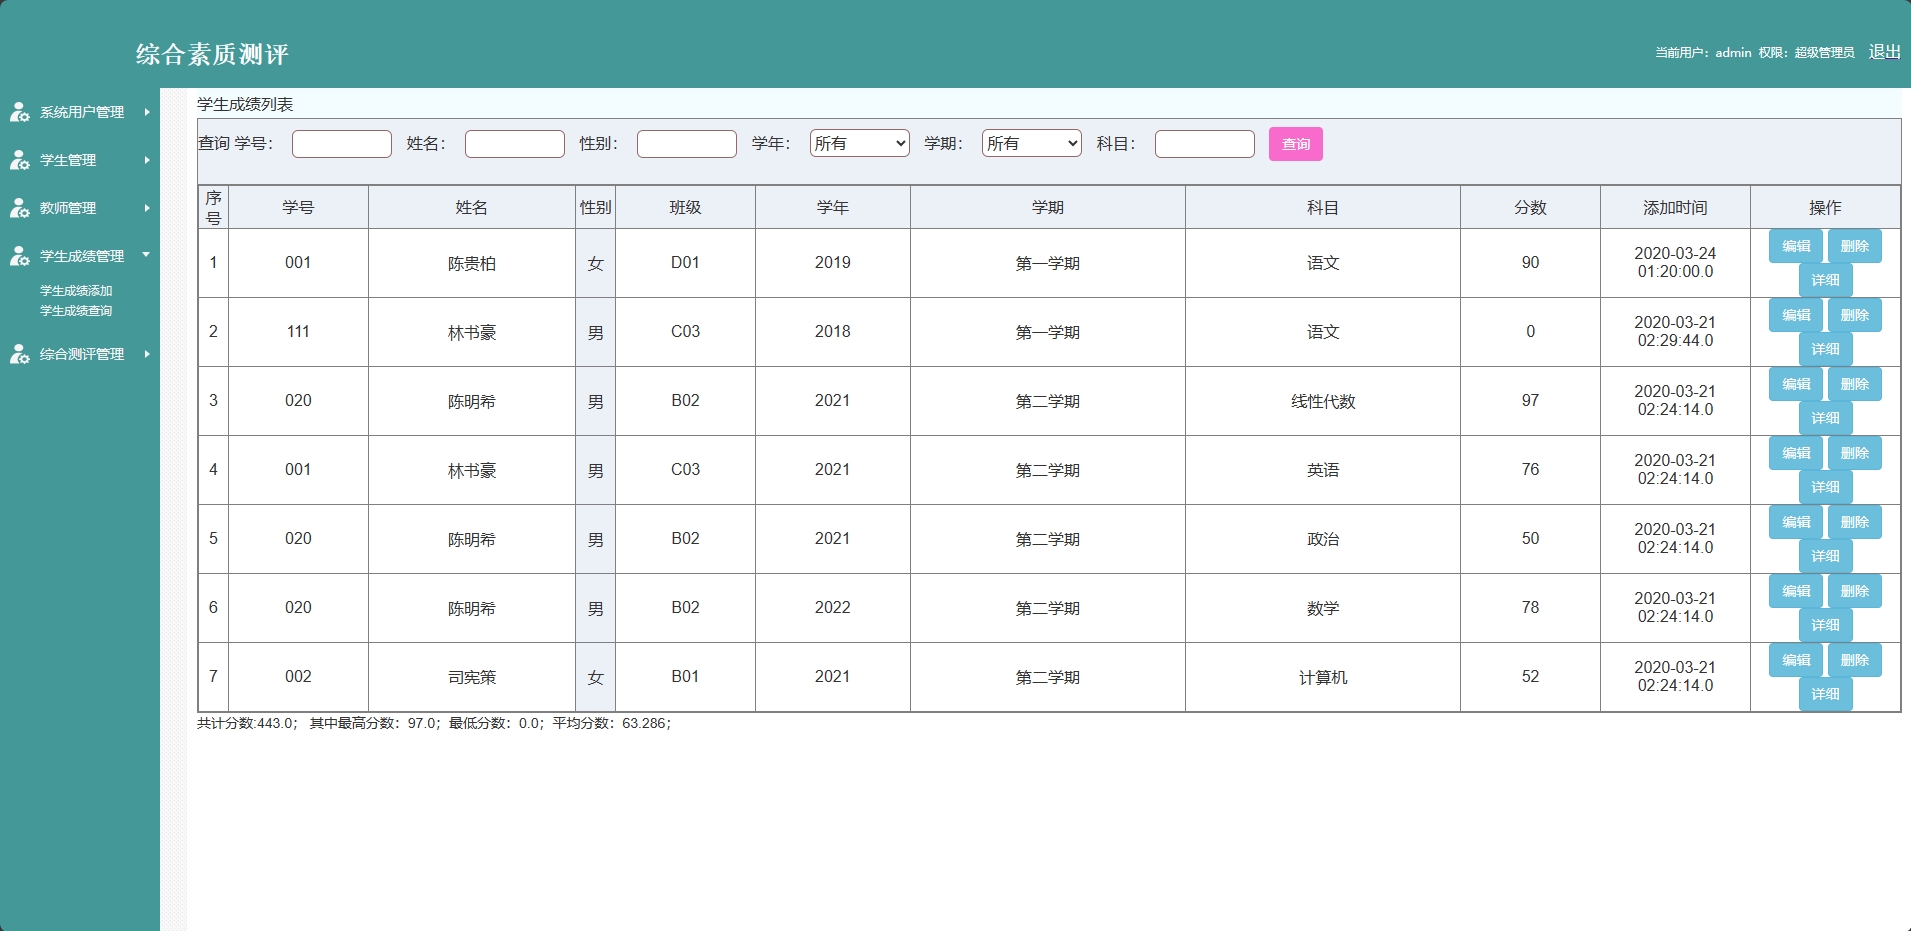 综合素质测评
当前用户：admin 权限：超级管理员 退出
系统用户管理
学生管理
教师管理
学生成绩管理
学生成绩添加
学生成绩查询
综合测评管理
学生成绩列表
查询 学号： 姓名： 性别： 学年： 所有 学期： 所有 科目： 查询
序号 学号 姓名 性别 班级 学年 学期 科目 分数 添加时间 操作
1 001 陈贵柏 女 D01 2019 第一学期 语文 90 2020-03-24 01:20:00.0 编辑 删除 详细
2 111 林书豪 男 C03 2018 第一学期 语文 0 2020-03-21 02:29:44.0 编辑 删除 详细
3 020 陈明希 男 B02 2021 第二学期 线性代数 97 2020-03-21 02:24:14.0 编辑 删除 详细
4 001 林书豪 男 C03 2021 第二学期 英语 76 2020-03-21 02:24:14.0 编辑 删除 详细
5 020 陈明希 男 B02 2021 第二学期 政治 50 2020-03-21 02:24:14.0 编辑 删除 详细
6 020 陈明希 男 B02 2022 第二学期 数学 78 2020-03-21 02:24:14.0 编辑 删除 详细
7 002 司宪策 女 B01 2021 第二学期 计算机 52 2020-03-21 02:24:14.0 编辑 删除 详细
共计分数:443.0； 其中最高分数：97.0；最低分数：0.0；平均分数：63.286；